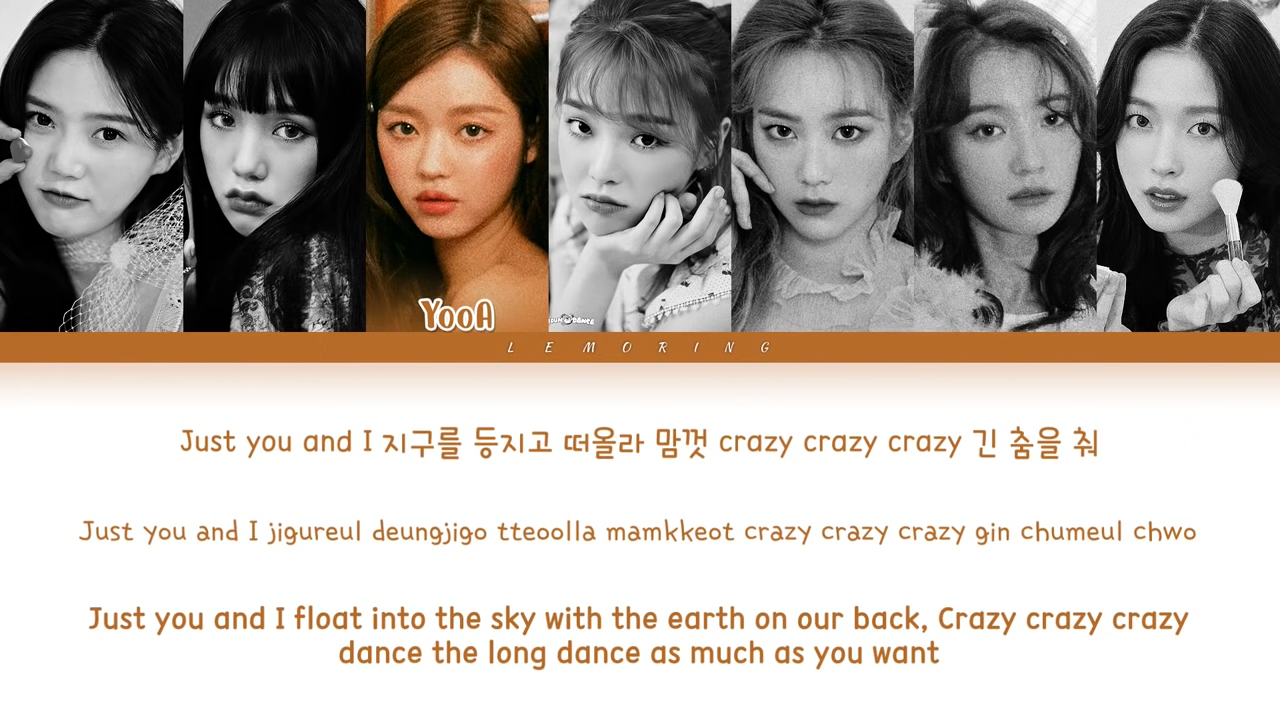 YooA
LEMORING
Just you and I 지구를 등지고 떠올라 맘껏 crazy crazy crazy 긴 춤을 춰
Just you and I jigureul deungjigo tteoolla mamkkeot crazy crazy crazy gin chumeul chwo
Just you and I float into the sky with the earth on our back, Crazy crazy crazy
dance the long dance as much as you want